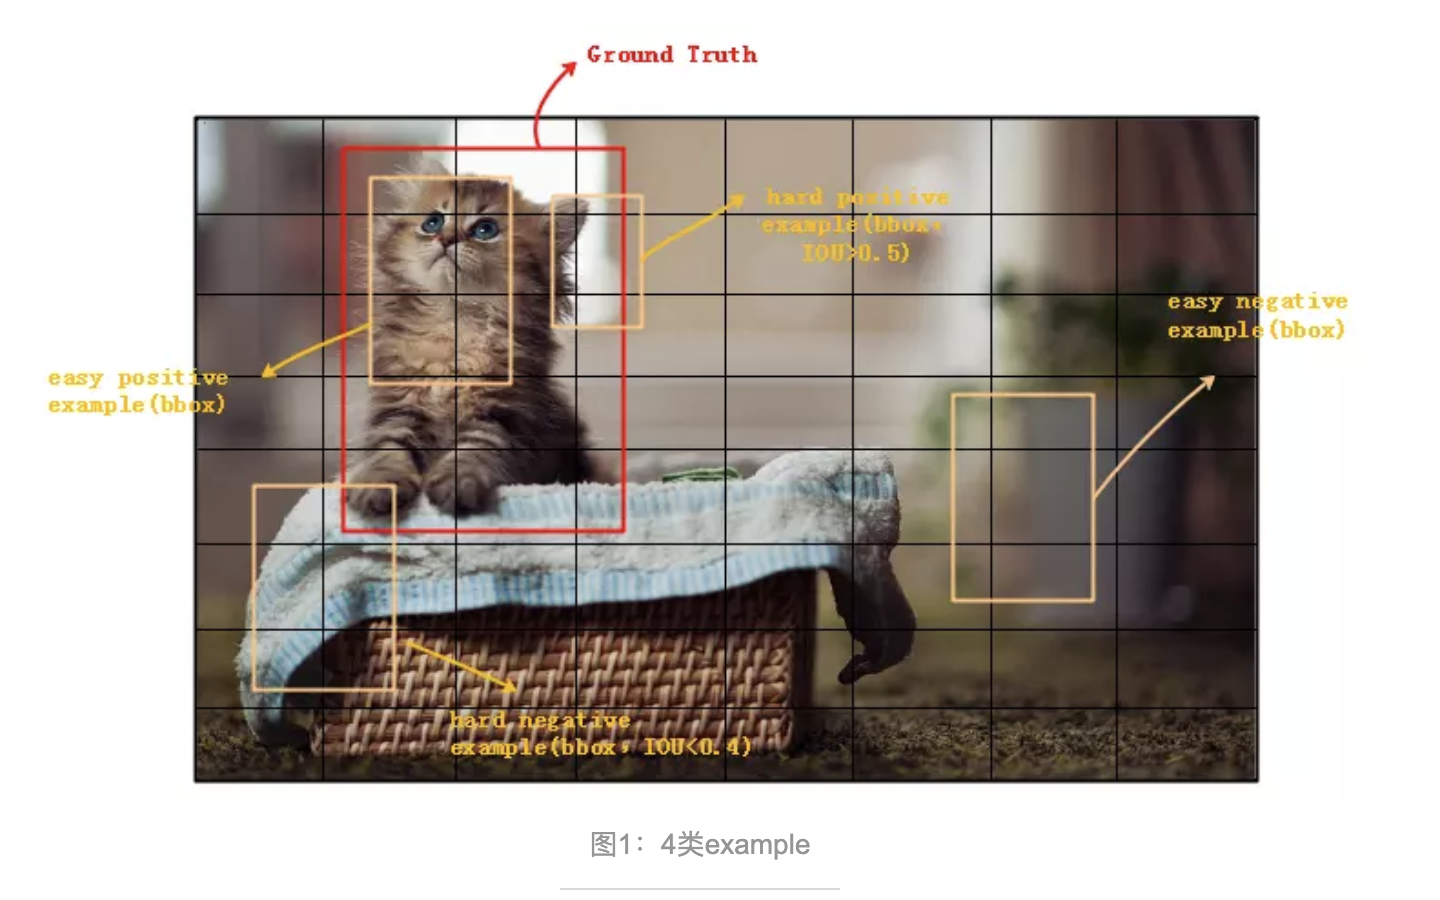 Ground Truth
hard positive
example(bbox，
IOU>0.5)
easy negative
example(bbox)
easy positive
example(bbox)
hard negative
example(bbox，IOU<0.4)
图1：4类example